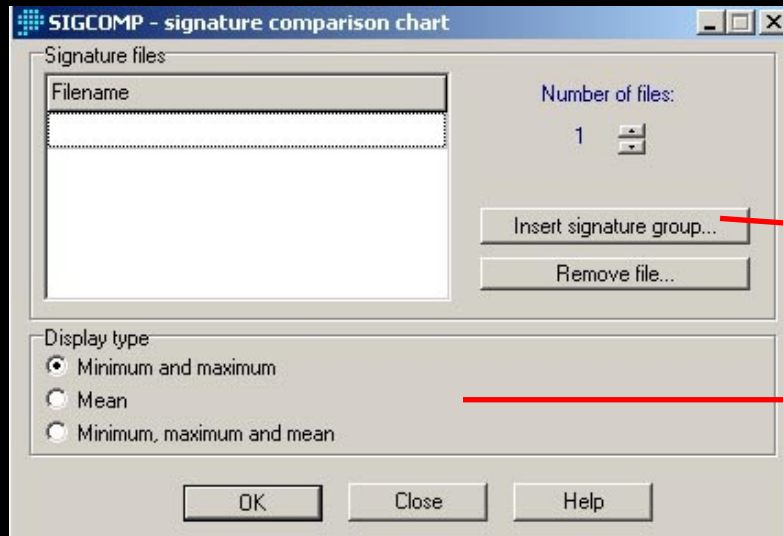 SIGCOMP - signature comparison chart
Signature files
Filename
Number of files:
1
Insert signature group...
Remove file...
Display type
Minimum and maximum
Mean
Minimum, maximum and mean
OK Close Help